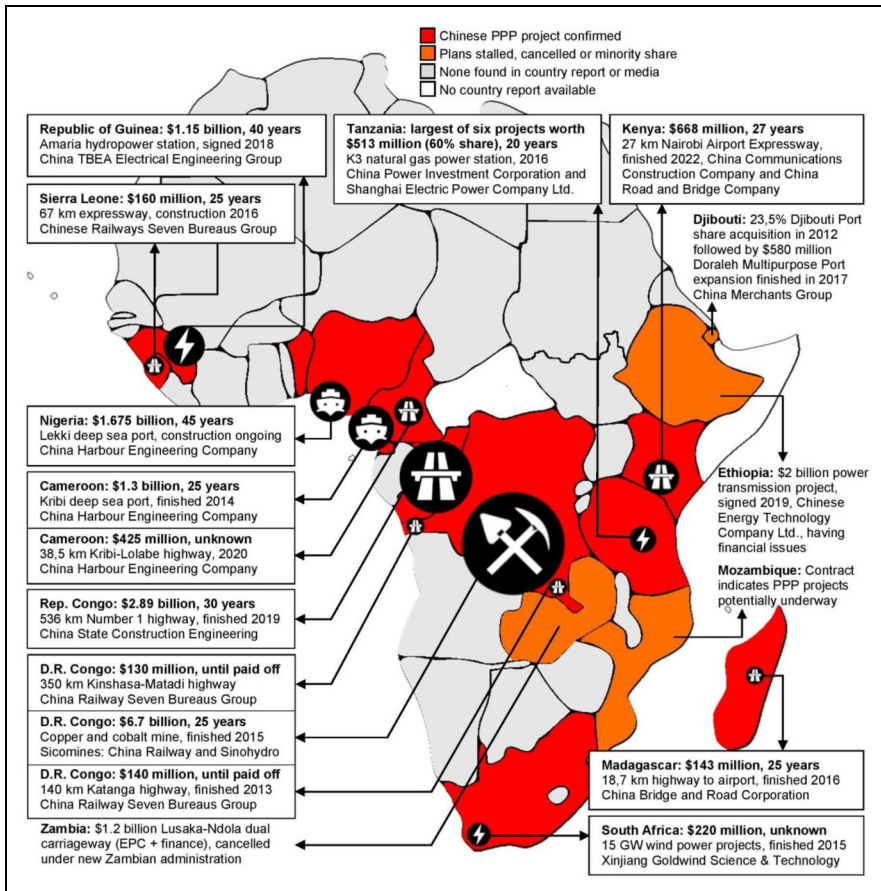 Chinese PPP project confirmed
Plans stalled, cancelled or minority share
None found in country report or media
No country report available
Republic of Guinea: $1.15 billion, 40 years
Amaria hydropower station, signed 2018
China TBEA Electrical Engineering Group
Sierra Leone: $160 million, 25 years
67 km expressway, construction 2016
Chinese Railways Seven Bureaus Group
Tanzania: largest of six projects worth
$513 million (60% share), 20 years
K3 natural gas power station, 2016
China Power Investment Corporation and
Shanghai Electric Power Company Ltd.
Kenya: $668 million, 27 years
27 km Nairobi Airport Expressway,
finished 2022, China Communications
Construction Company and China
Road and Bridge Company
Djibouti: 23,5% Djibouti Port
share acquisition in 2012
followed by $580 million
Doraleh Multipurpose Port
expansion finished in 2017
China Merchants Group
Nigeria: $1.675 billion, 45 years
Lekki deep sea port, construction ongoing
China Harbour Engineering Company
Cameroon: $1.3 billion, 25 years
Kribi deep sea port, finished 2014
China Harbour Engineering Company
Cameroon: $425 million, unknown
38,5 km Kribi-Lolabe highway, 2020
China Harbour Engineering Company
Rep. Congo: $2.89 billion, 30 years
536 km Number 1 highway, finished 2019
China State Construction Engineering
D.R. Congo: $130 million, until paid off
350 km Kinshasa-Matadi highway
China Railway Seven Bureaus Group
D.R. Congo: $6.7 billion, 25 years
Copper and cobalt mine, finished 2015
Sicomines: China Railway and Sinohydro
D.R. Congo: $140 million, until paid off
140 km Katanga highway, finished 2013
China Railway Seven Bureaus Group
Zambia: $1.2 billion Lusaka-Ndola dual
carriageway (EPC + finance), cancelled
under new Zambian administration
Ethiopia: $2 billion power
transmission project,
signed 2019, Chinese
Energy Technology
Company Ltd., having
financial issues
Mozambique: Contract
indicates PPP projects
potentially underway
Madagascar: $143 million, 25 years
18,7 km highway to airport, finished 2016
China Bridge and Road Corporation
South Africa: $220 million, unknown
15 GW wind power projects, finished 2015
Xinjiang Goldwind Science & Technology